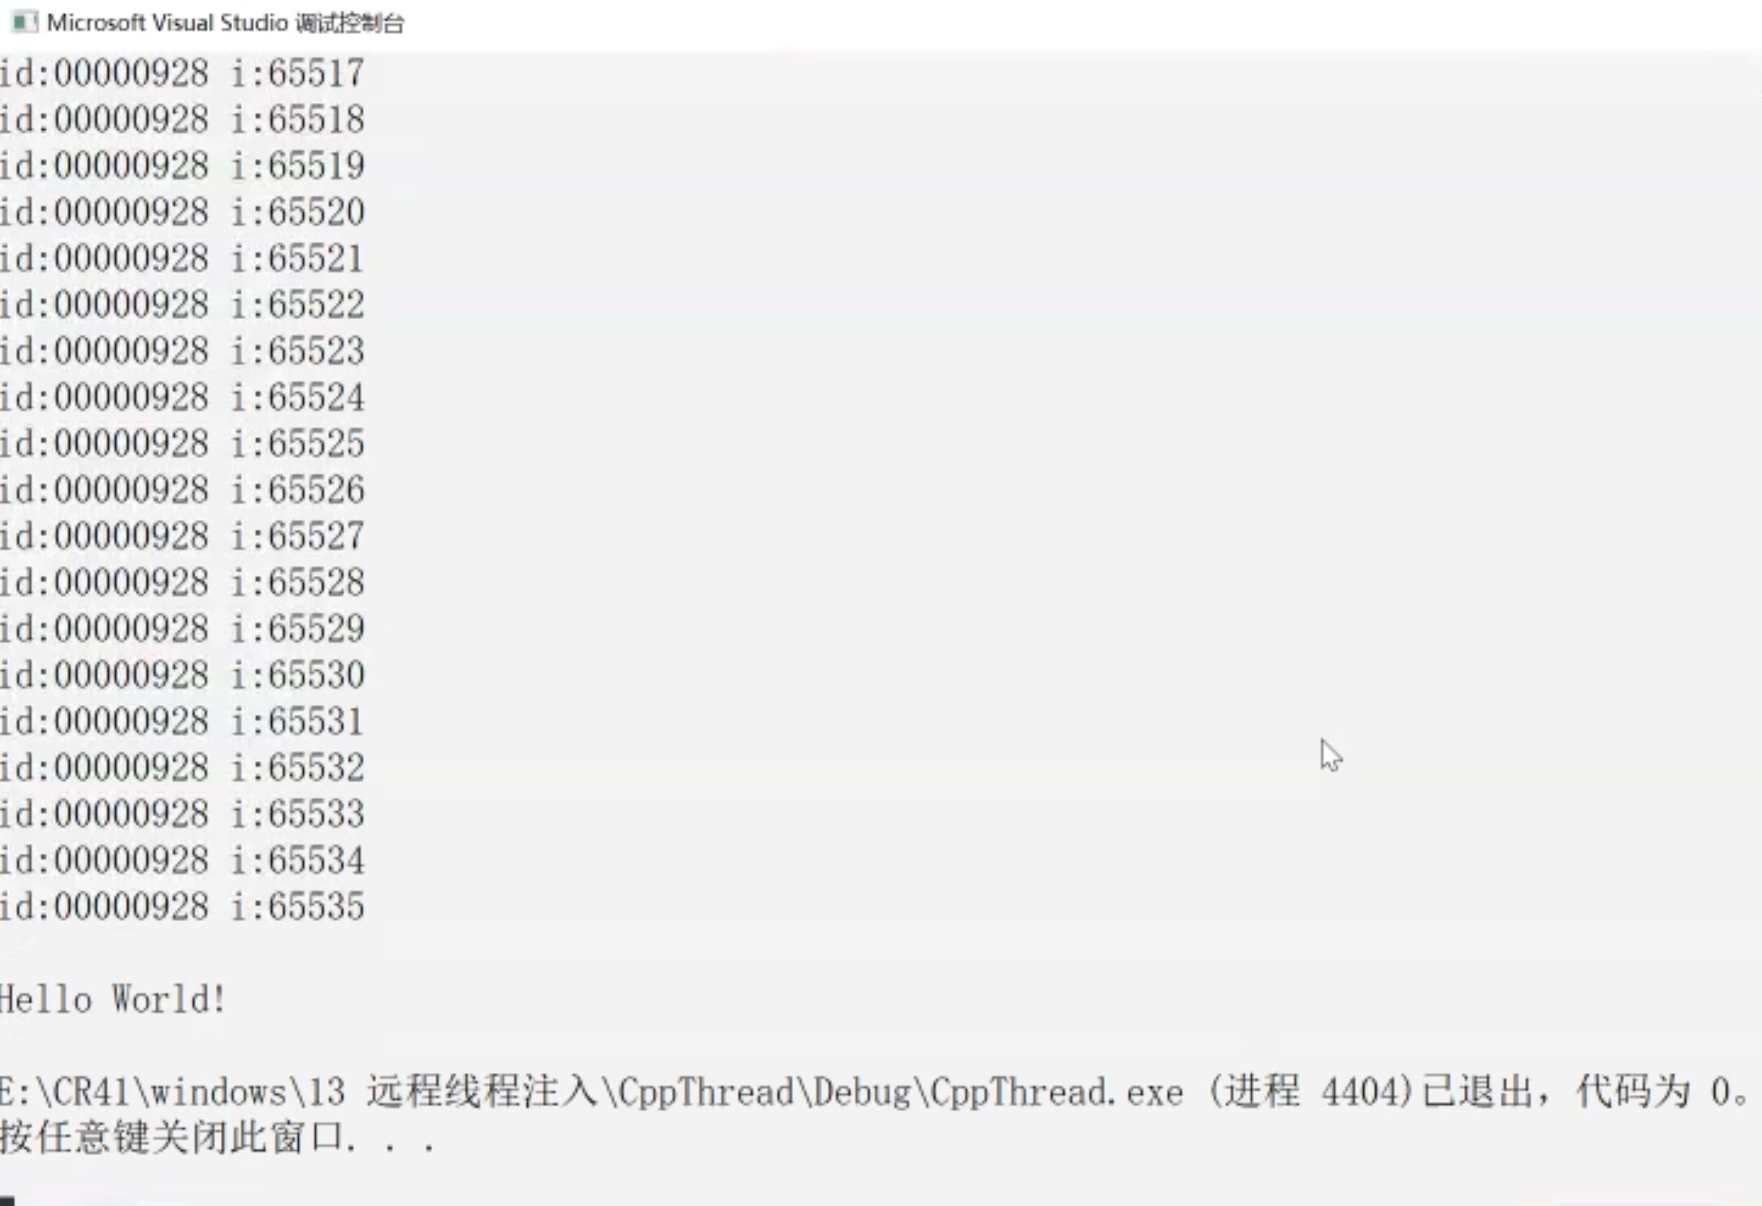 Microsoft Visual Studio 调试控制台
id:00000928 i:65517
id:00000928 i:65518
id:00000928 i:65519
id:00000928 i:65520
id:00000928 i:65521
id:00000928 i:65522
id:00000928 i:65523
id:00000928 i:65524
id:00000928 i:65525
id:00000928 i:65526
id:00000928 i:65527
id:00000928 i:65528
id:00000928 i:65529
id:00000928 i:65530
id:00000928 i:65531
id:00000928 i:65532
id:00000928 i:65533
id:00000928 i:65534
id:00000928 i:65535
Hello World!
E:\CR41\windows\13 远程线程注入\CppThread\Debug\CppThread.exe (进程 4404)已退出，代码为 0。
按任意键关闭此窗口. . .